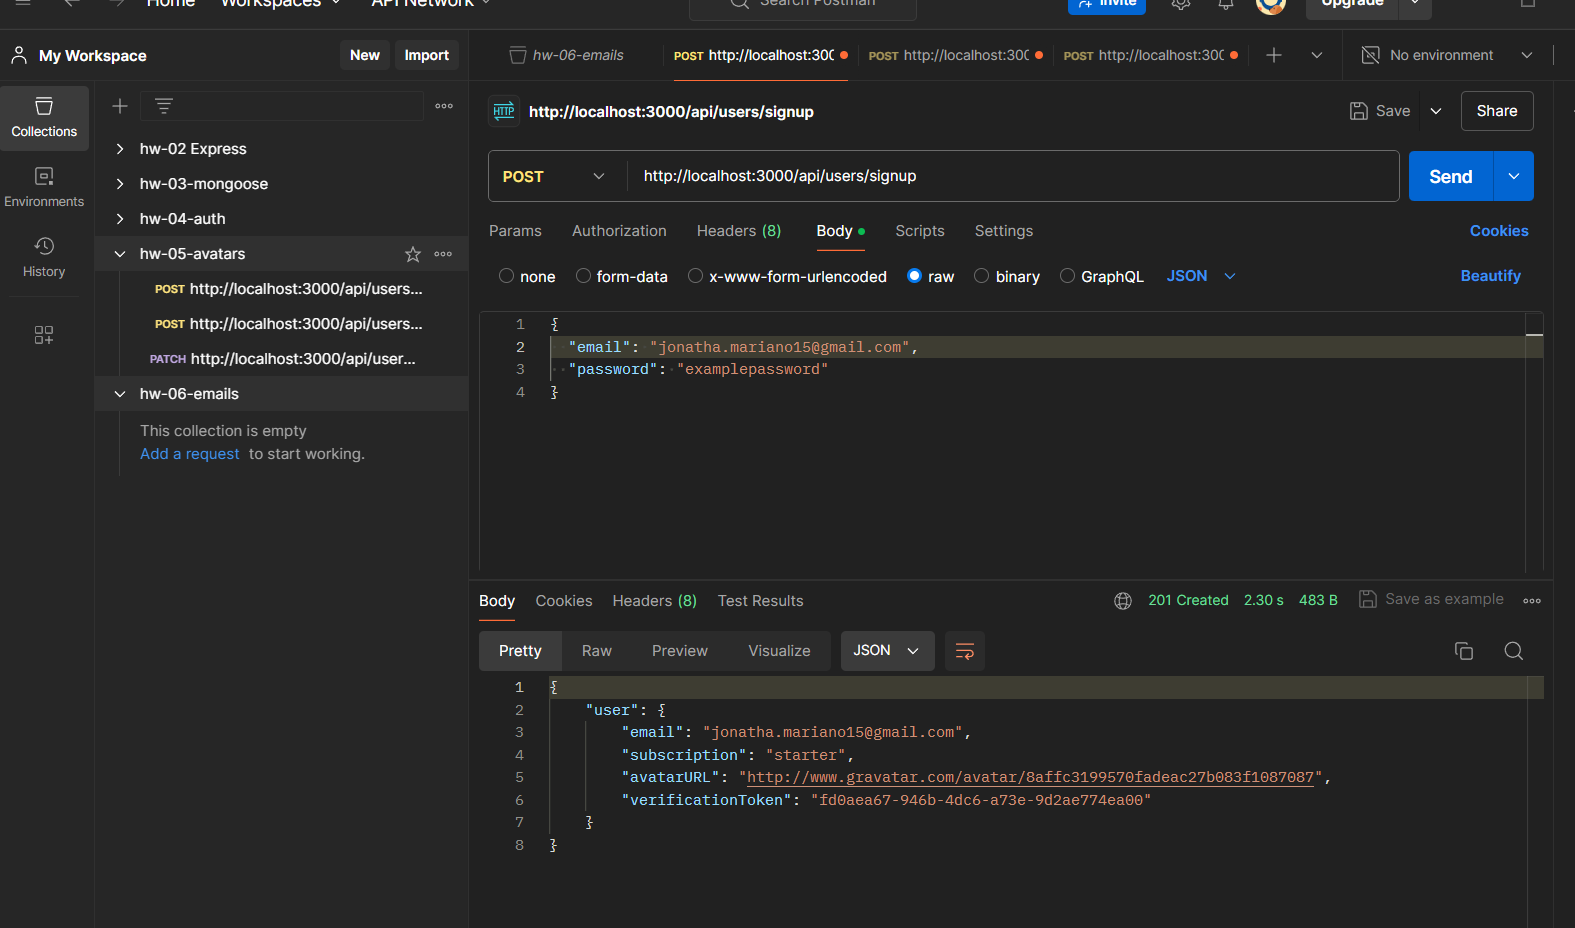 Home Workspaces API Network Search Postman Invite Upgrade
My Workspace New Import
hw-06-emails POST http://localhost:30 POST http://localhost:30 POST http://localhost:30 No environment
Collections
Environments
History
hw-02 Express
hw-03-mongoose
hw-04-auth
hw-05-avatars
POST http://localhost:3000/api/users...
POST http://localhost:3000/api/users...
PATCH http://localhost:3000/api/user...
hw-06-emails
This collection is empty
Add a request to start working.
HTTP http://localhost:3000/api/users/signup Save Share
POST http://localhost:3000/api/users/signup Send
Params Authorization Headers (8) Body Scripts Settings Cookies
none form-data x-www-form-urlencoded raw binary GraphQL JSON Beautify
1 {
2 "email": "jonatha.mariano15@gmail.com",
3 "password": "examplepassword"
4 }
Body Cookies Headers (8) Test Results 201 Created 2.30 s 483 B Save as example
Pretty Raw Preview Visualize JSON
1 {
2 "user": {
3 "email": "jonatha.mariano15@gmail.com",
4 "subscription": "starter",
5 "avatarURL": "http://www.gravatar.com/avatar/8affc3199570fadeac27b083f1087087",
6 "verificationToken": "fd0aea67-946b-4dc6-a73e-9d2ae774ea00"
7 }
8 }